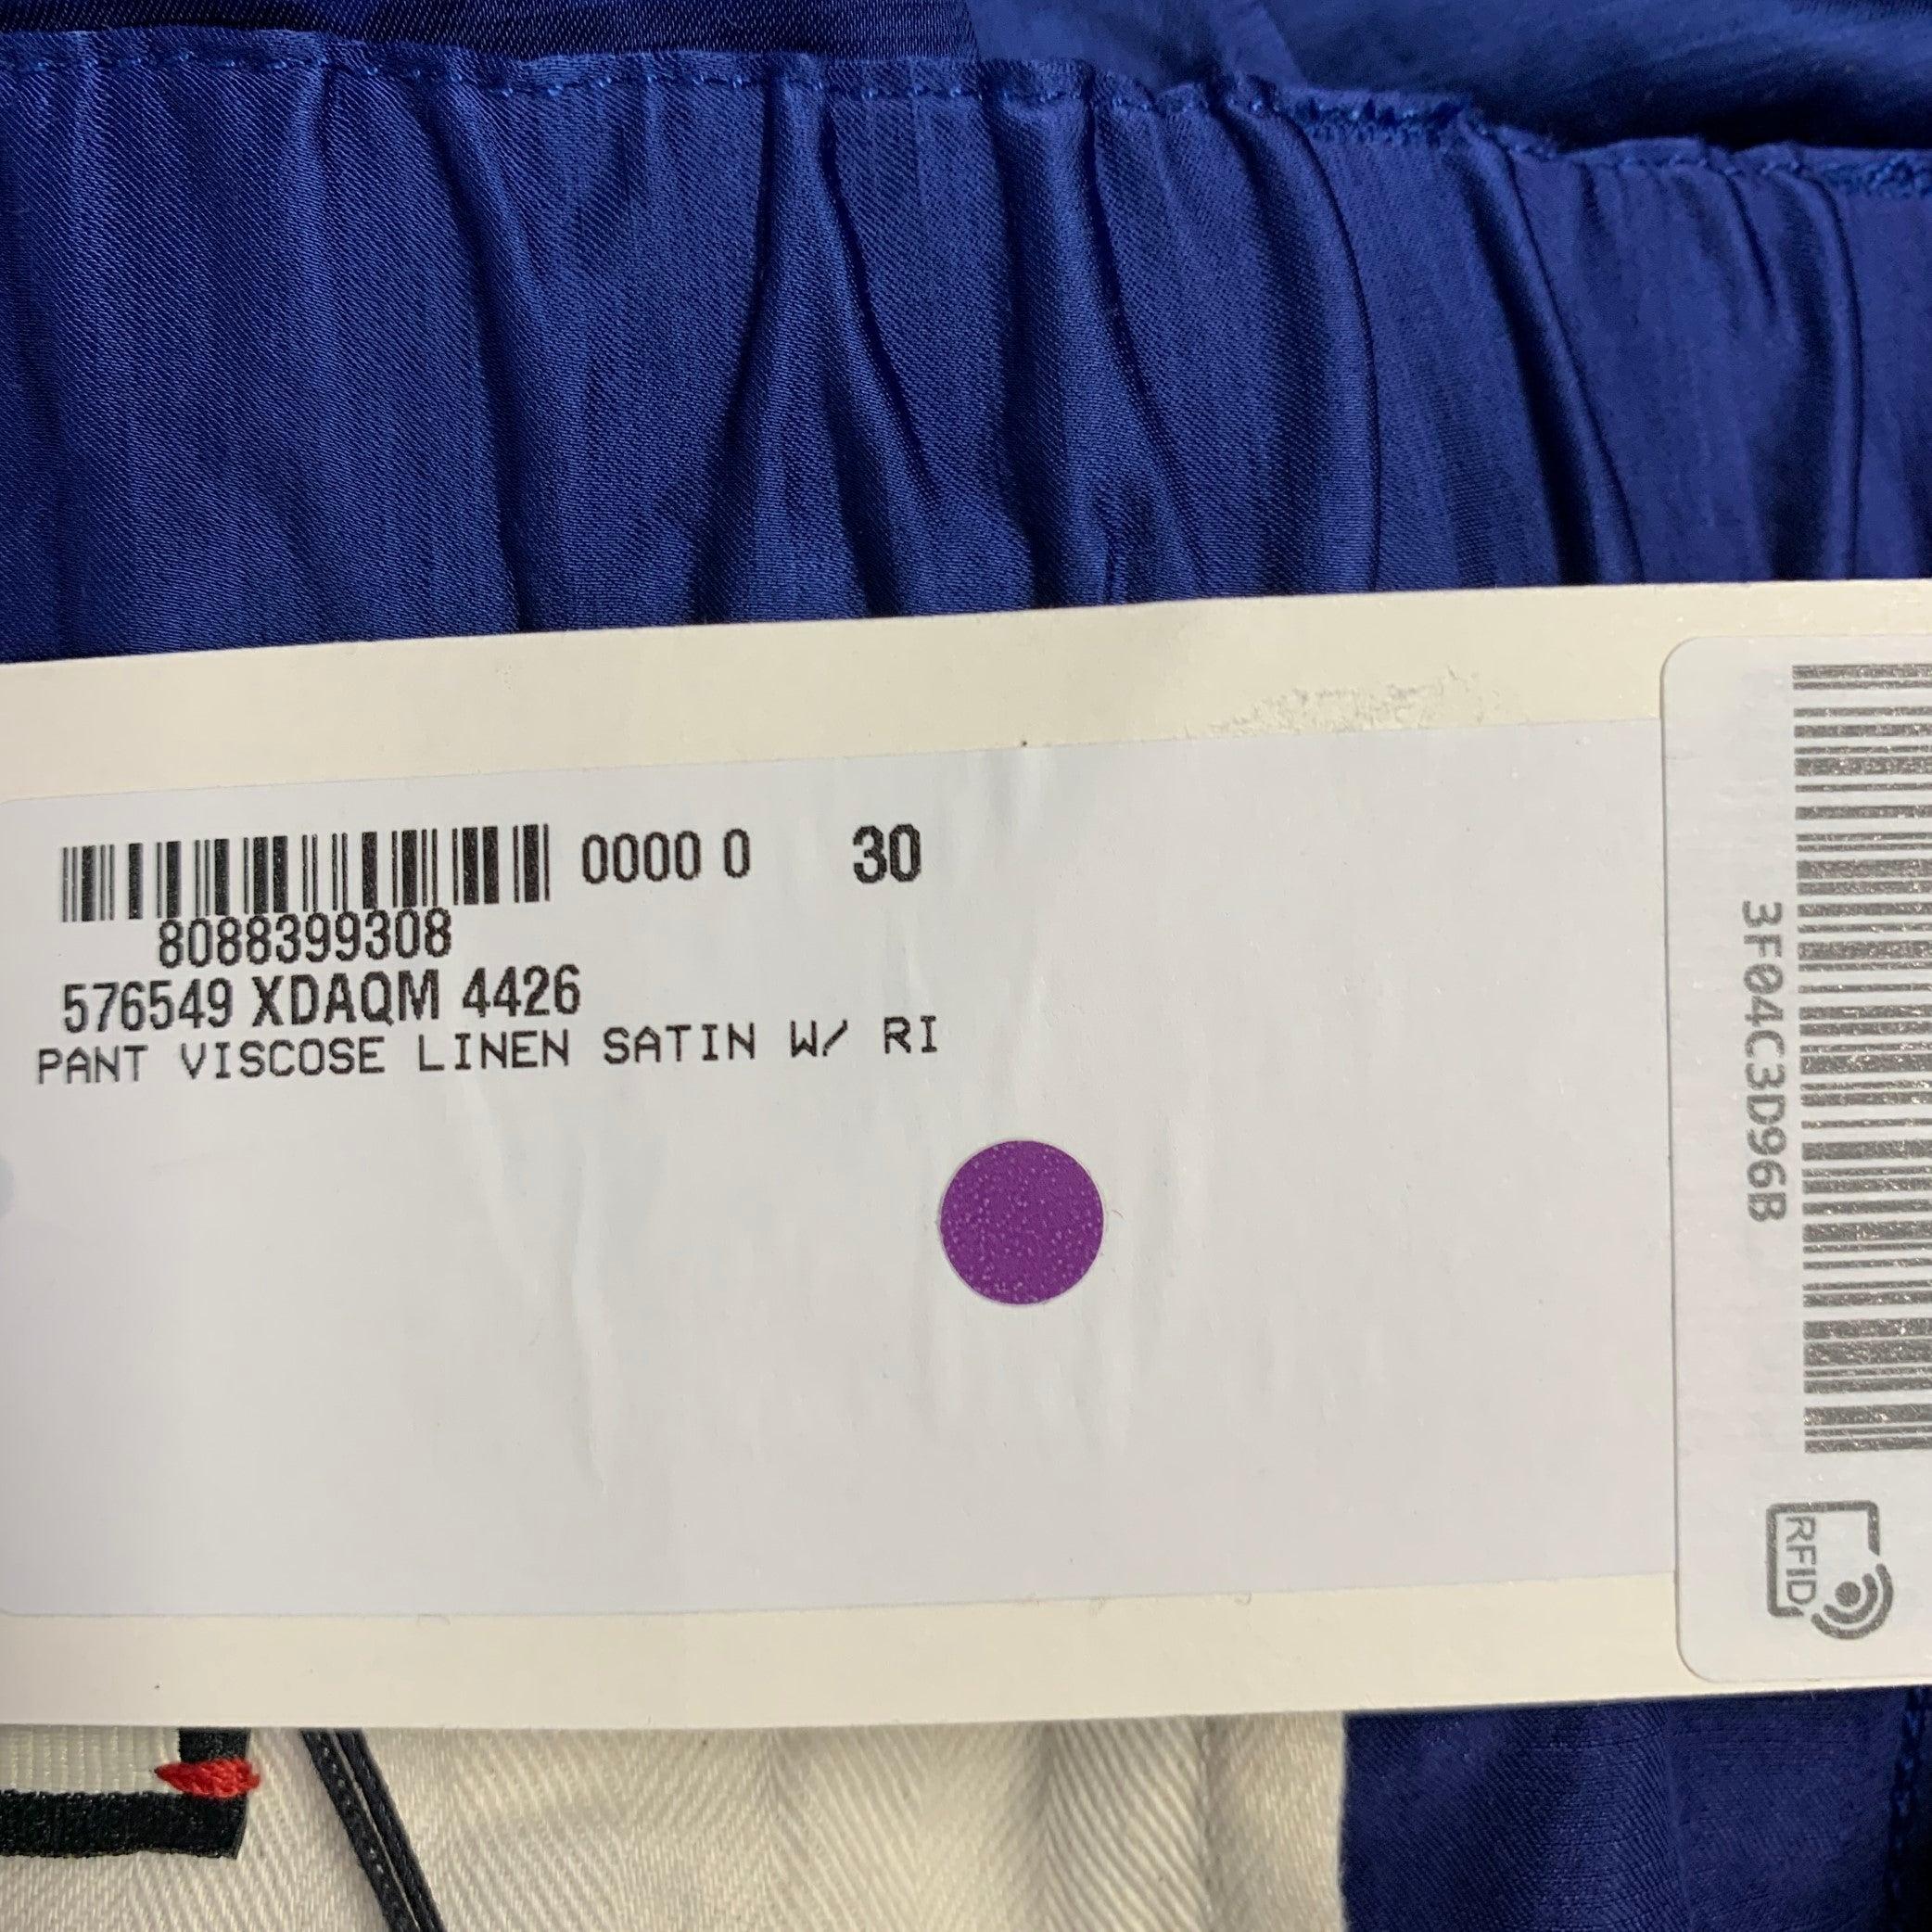 0000 0 30
8088399308
576549 XDAQM 4426
PANT VISCOSE LINEN SATIN W/ RI
3F04C3D96B
RFID